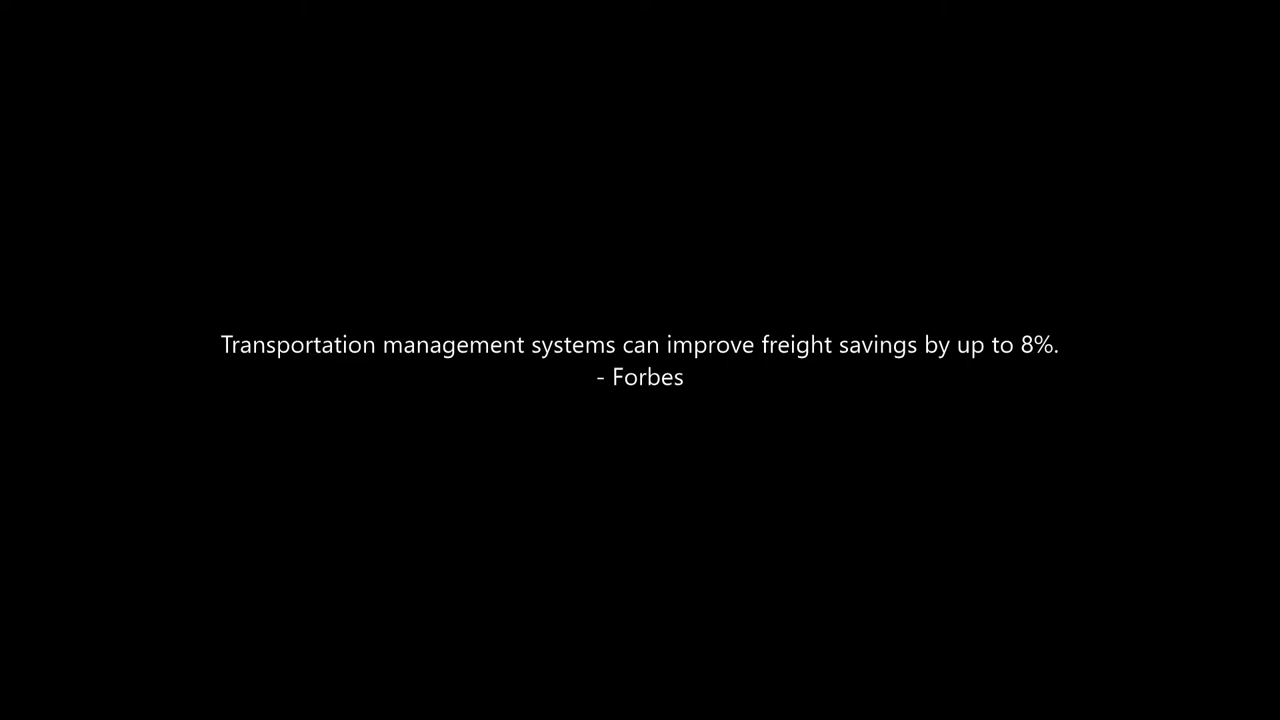 Transportation management systems can improve freight savings by up to 8%.
- Forbes